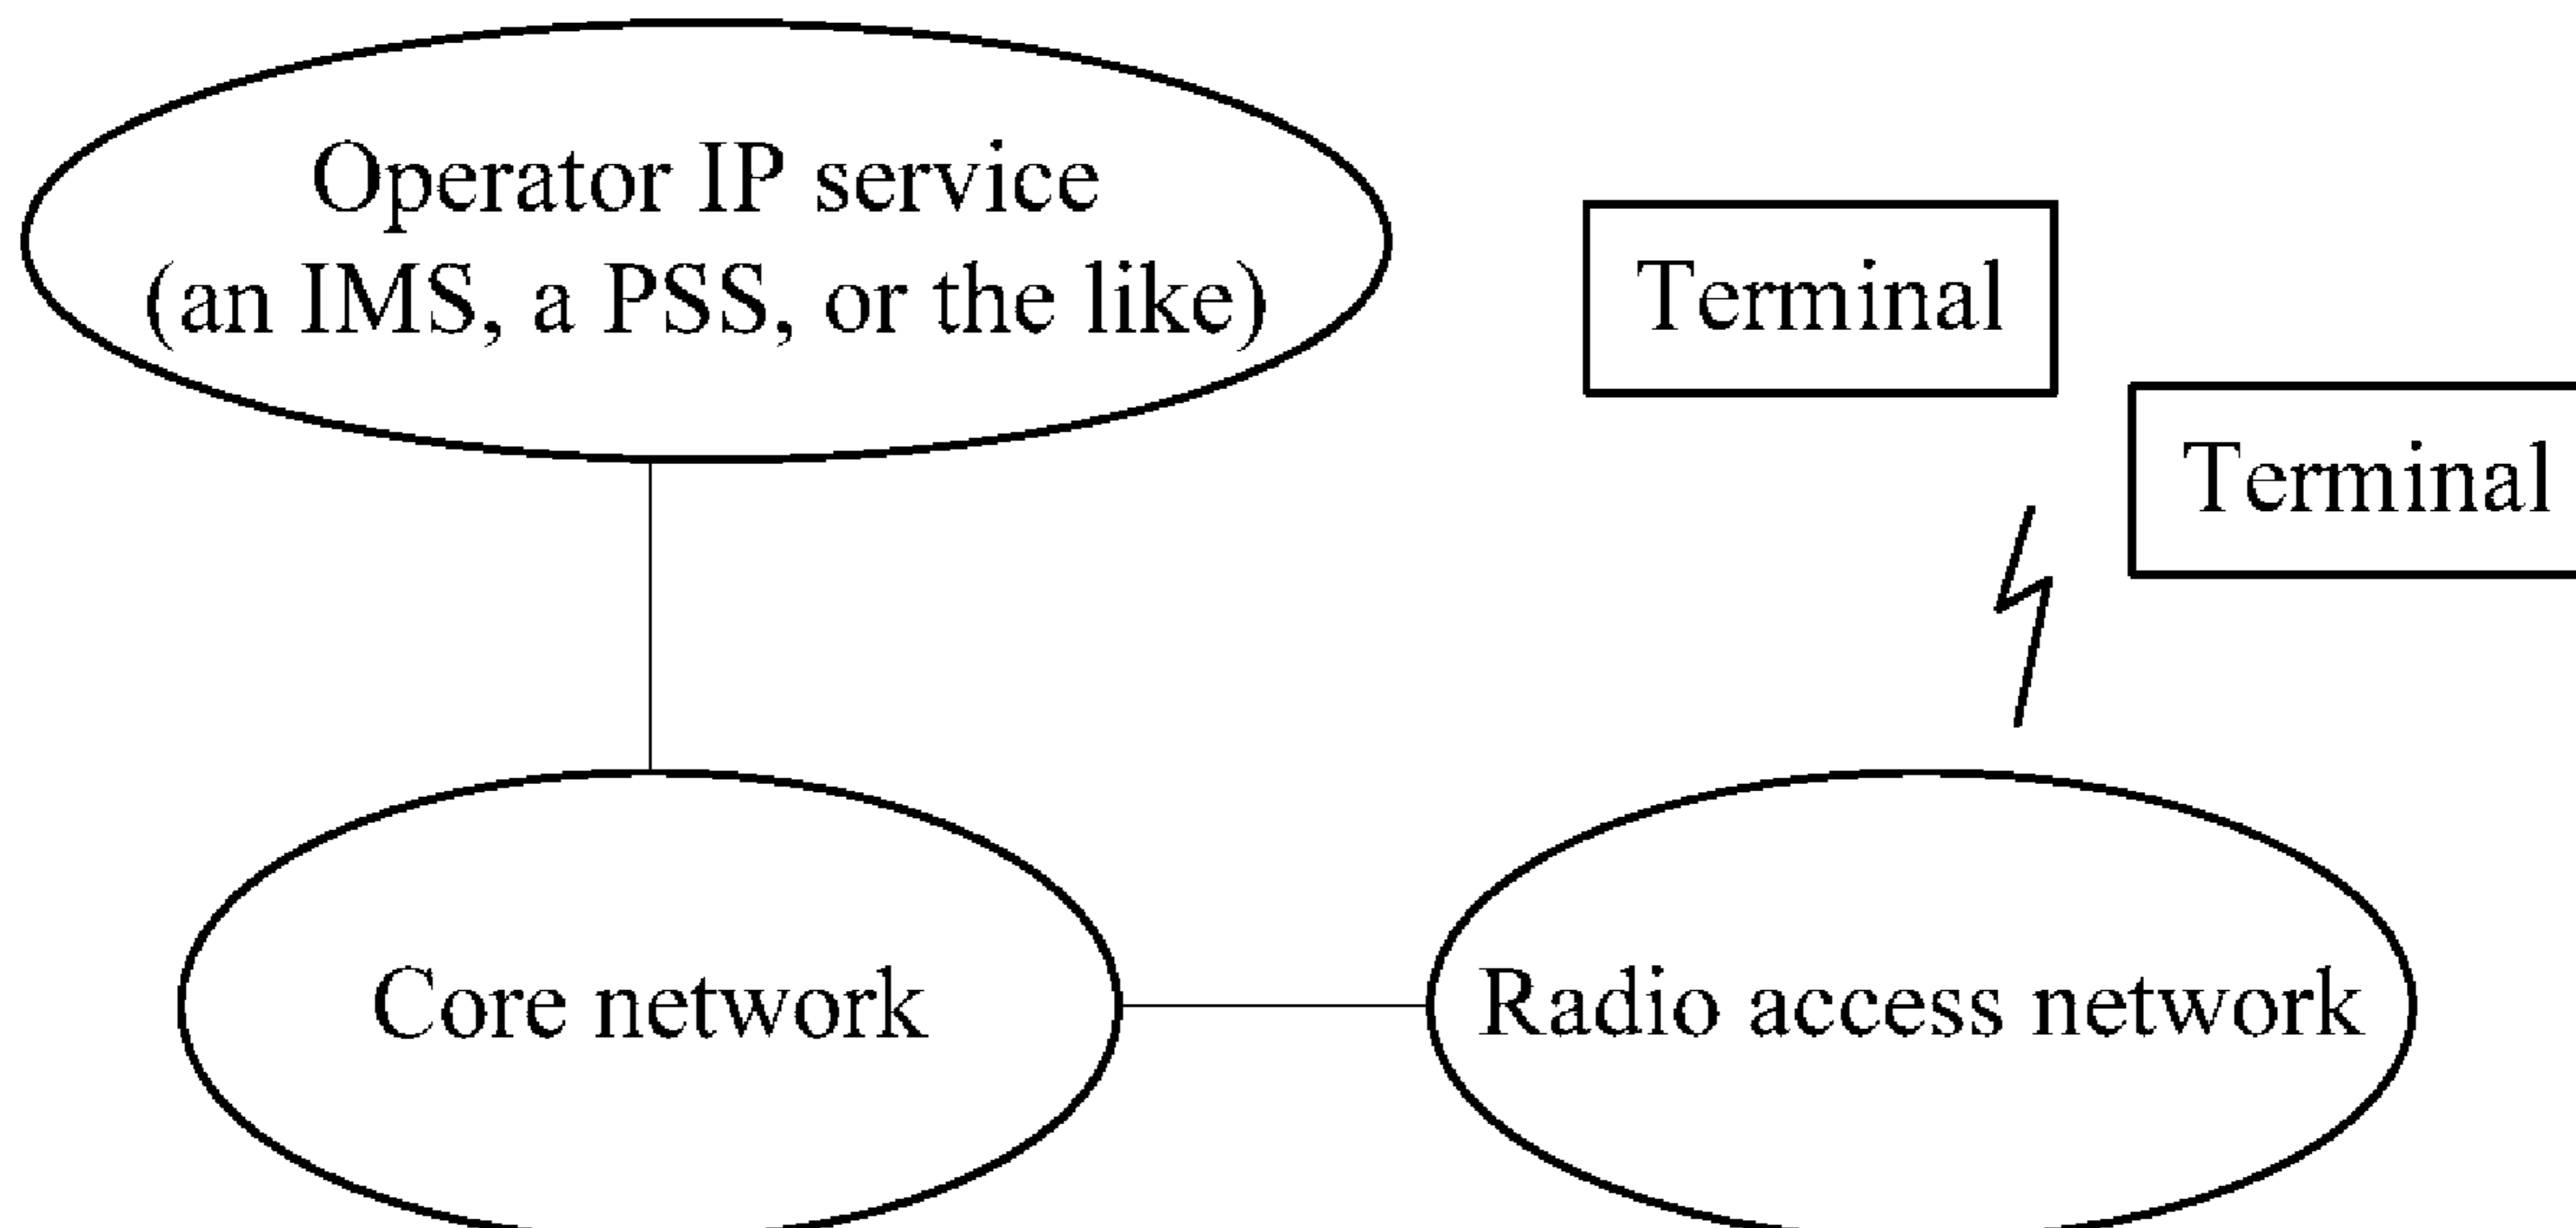 Operator IP service
(an IMS, a PSS, or the like)
Terminal
Terminal
Core network
Radio access network